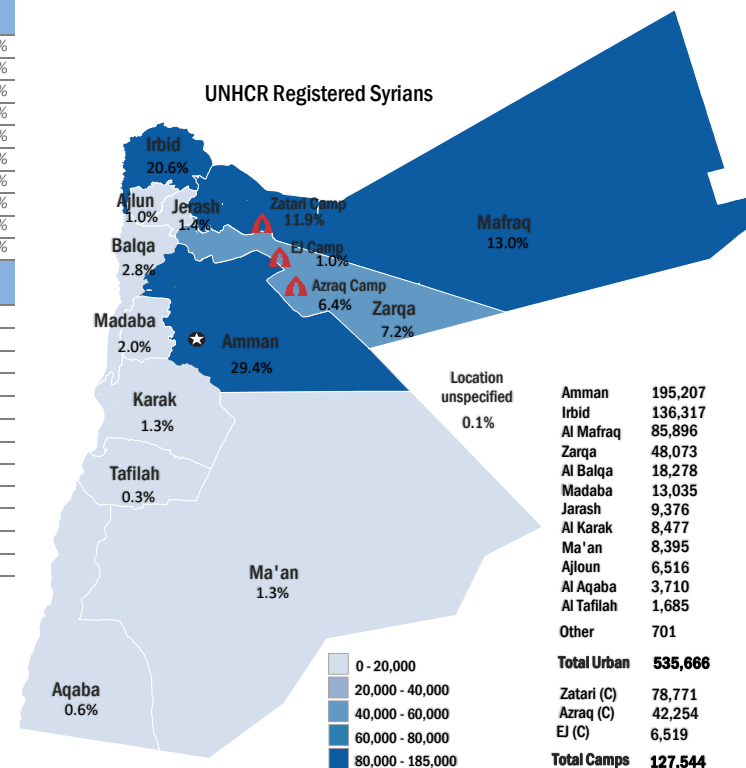 %
%
%
%
%
%
%
%
%
%
UNHCR Registered Syrians
Irbid
20.6%
Ajlun
1.0%
Jerash
1.4%
Zatari Camp
11.9%
Mafraq
13.0%
Balqa
2.8%
EJ Camp
1.0%
Azraq Camp
6.4%
Zarqa
7.2%
Madaba
2.0%
Amman
29.4%
Karak
1.3%
Location
unspecified
0.1%
Tafilah
0.3%
Ma'an
1.3%
Aqaba
0.6%
0 - 20,000
20,000 - 40,000
40,000 - 60,000
60,000 - 80,000
80,000 - 185,000
Amman 195,207
Irbid 136,317
Al Mafraq 85,896
Zarqa 48,073
Al Balqa 18,278
Madaba 13,035
Jarash 9,376
Al Karak 8,477
Ma'an 8,395
Ajloun 6,516
Al Aqaba 3,710
Al Tafilah 1,685
Other 701
Total Urban 535,666
Zatari (C) 78,771
Azraq (C) 42,254
EJ (C) 6,519
Total Camps 127,544